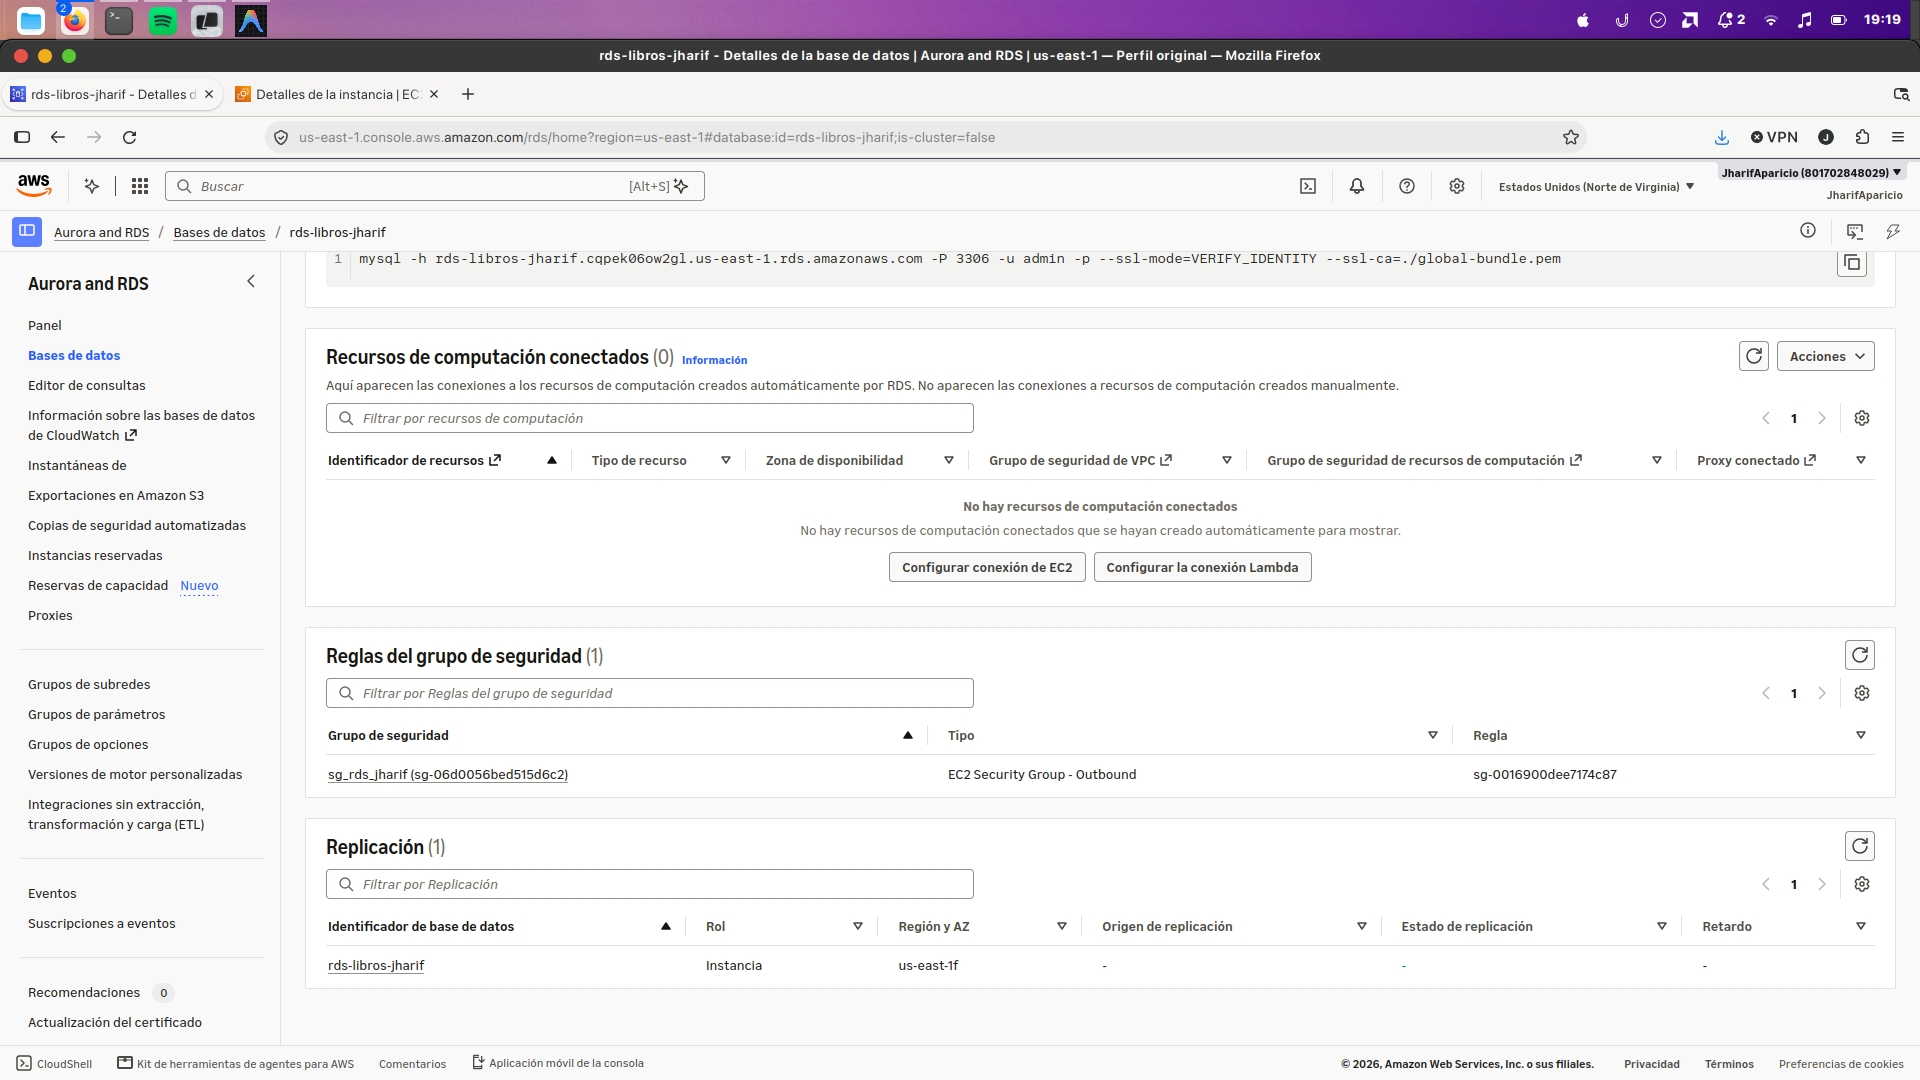 2
2
19:19
rds-libros-jharif - Detalles de la base de datos | Aurora and RDS | us-east-1 — Perfil original — Mozilla Firefox
rds-libros-jharif - Detalles d
Detalles de la instancia | EC
us-east-1.console.aws.amazon.com/rds/home?region=us-east-1#database:id=rds-libros-jharif;is-cluster=false
VPN
J
aws
Buscar
[Alt+S]
Estados Unidos (Norte de Virginia)
JharifAparicio (801702848029)
JharifAparicio
Aurora and RDS / Bases de datos / rds-libros-jharif
Aurora and RDS
Panel
Bases de datos
Editor de consultas
Información sobre las bases de datos
de CloudWatch
Instantáneas de
Exportaciones en Amazon S3
Copias de seguridad automatizadas
Instancias reservadas
Reservas de capacidad Nuevo
Proxies
Grupos de subredes
Grupos de parámetros
Grupos de opciones
Versiones de motor personalizadas
Integraciones sin extracción,
transformación y carga (ETL)
Eventos
Suscripciones a eventos
Recomendaciones 0
Actualización del certificado
1 mysql -h rds-libros-jharif.cqpek06ow2gl.us-east-1.rds.amazonaws.com -P 3306 -u admin -p --ssl-mode=VERIFY_IDENTITY --ssl-ca=./global-bundle.pem
Recursos de computación conectados (0) Información
Acciones
Aquí aparecen las conexiones a los recursos de computación creados automáticamente por RDS. No aparecen las conexiones a recursos de computación creados manualmente.
Filtrar por recursos de computación
1
Identificador de recursos Tipo de recurso Zona de disponibilidad Grupo de seguridad de VPC Grupo de seguridad de recursos de computación Proxy conectado
No hay recursos de computación conectados
No hay recursos de computación conectados que se hayan creado automáticamente para mostrar.
Configurar conexión de EC2 Configurar la conexión Lambda
Reglas del grupo de seguridad (1)
Filtrar por Reglas del grupo de seguridad
1
Grupo de seguridad Tipo Regla
sg_rds_jharif (sg-06d0056bed515d6c2) EC2 Security Group - Outbound sg-0016900dee7174c87
Replicación (1)
Filtrar por Replicación
1
Identificador de base de datos Rol Región y AZ Origen de replicación Estado de replicación Retardo
rds-libros-jharif Instancia us-east-1f - - -
CloudShell Kit de herramientas de agentes para AWS Comentarios Aplicación móvil de la consola
© 2026, Amazon Web Services, Inc. o sus filiales. Privacidad Términos Preferencias de cookies